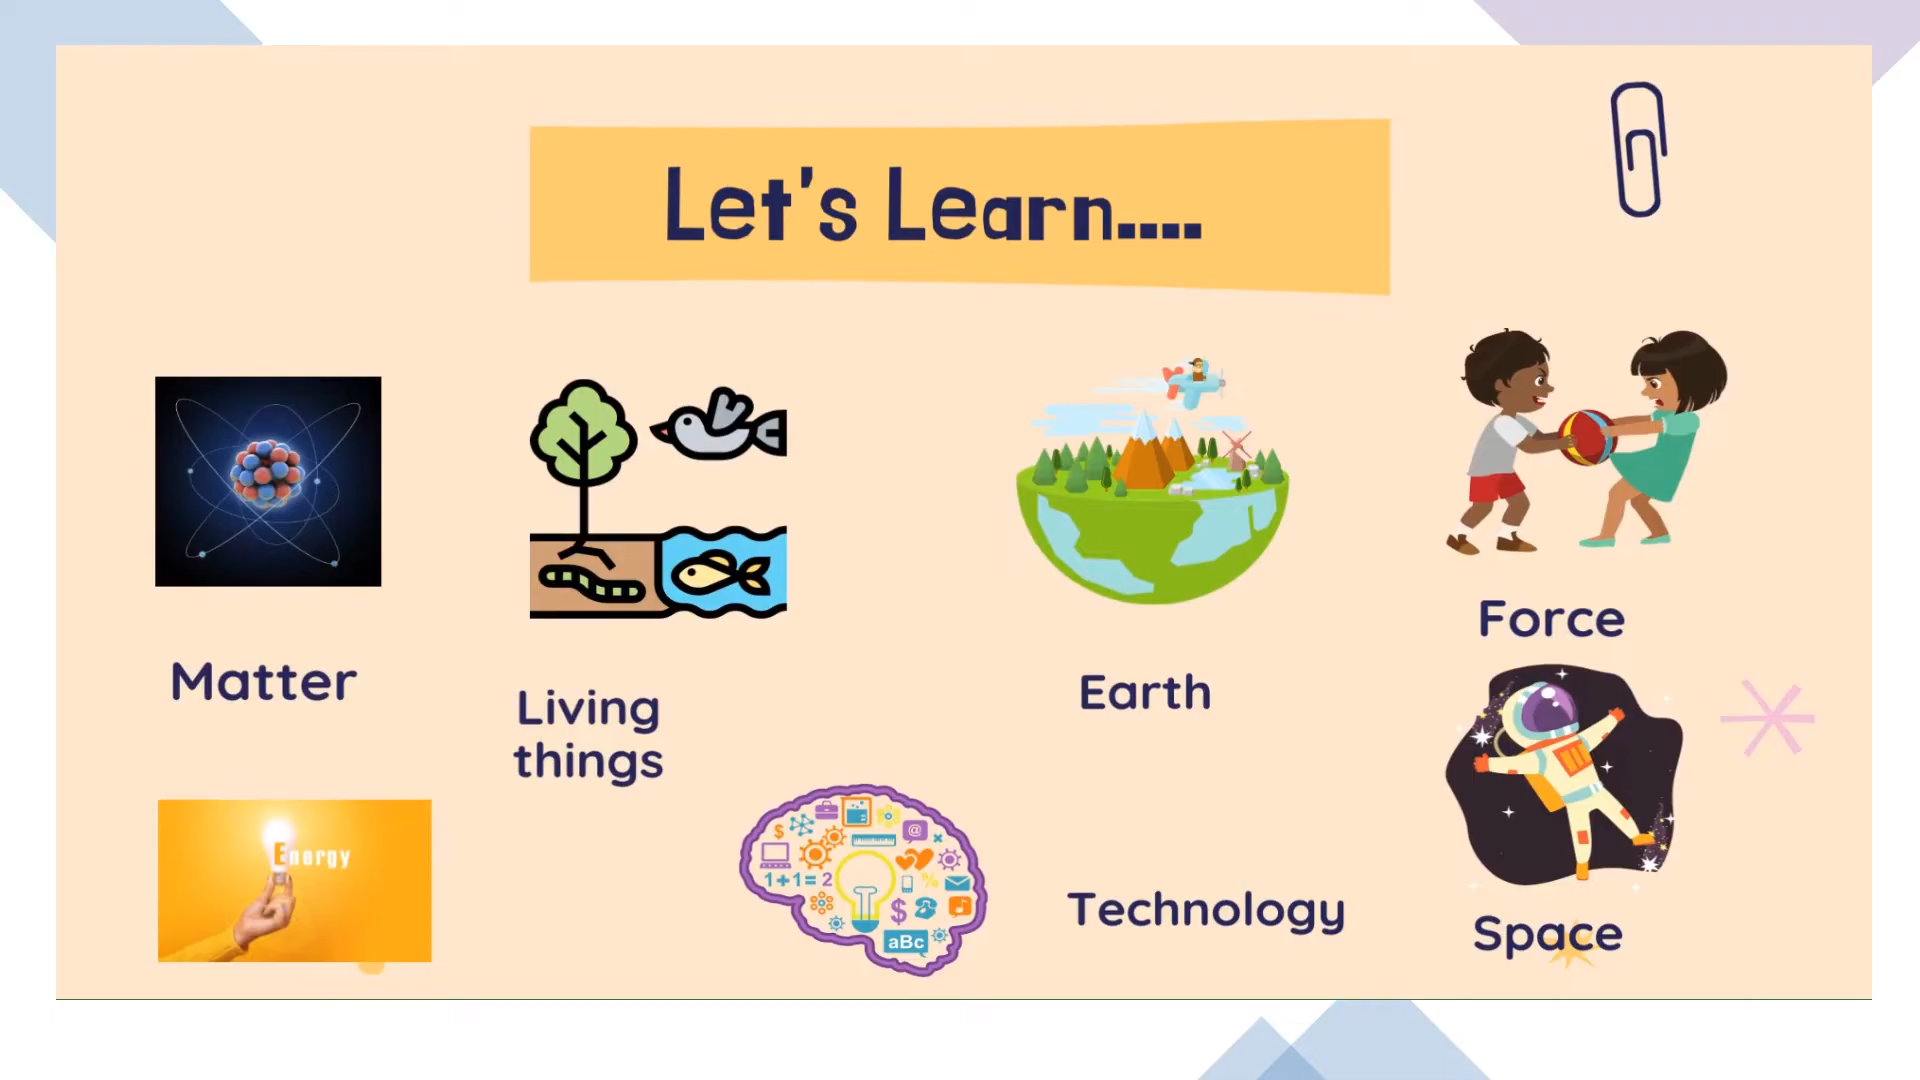 Let's Learn....
Matter
Living
things
Earth
Force
Energy
$
@
1+1=2
%
$
aBc
Technology
Space